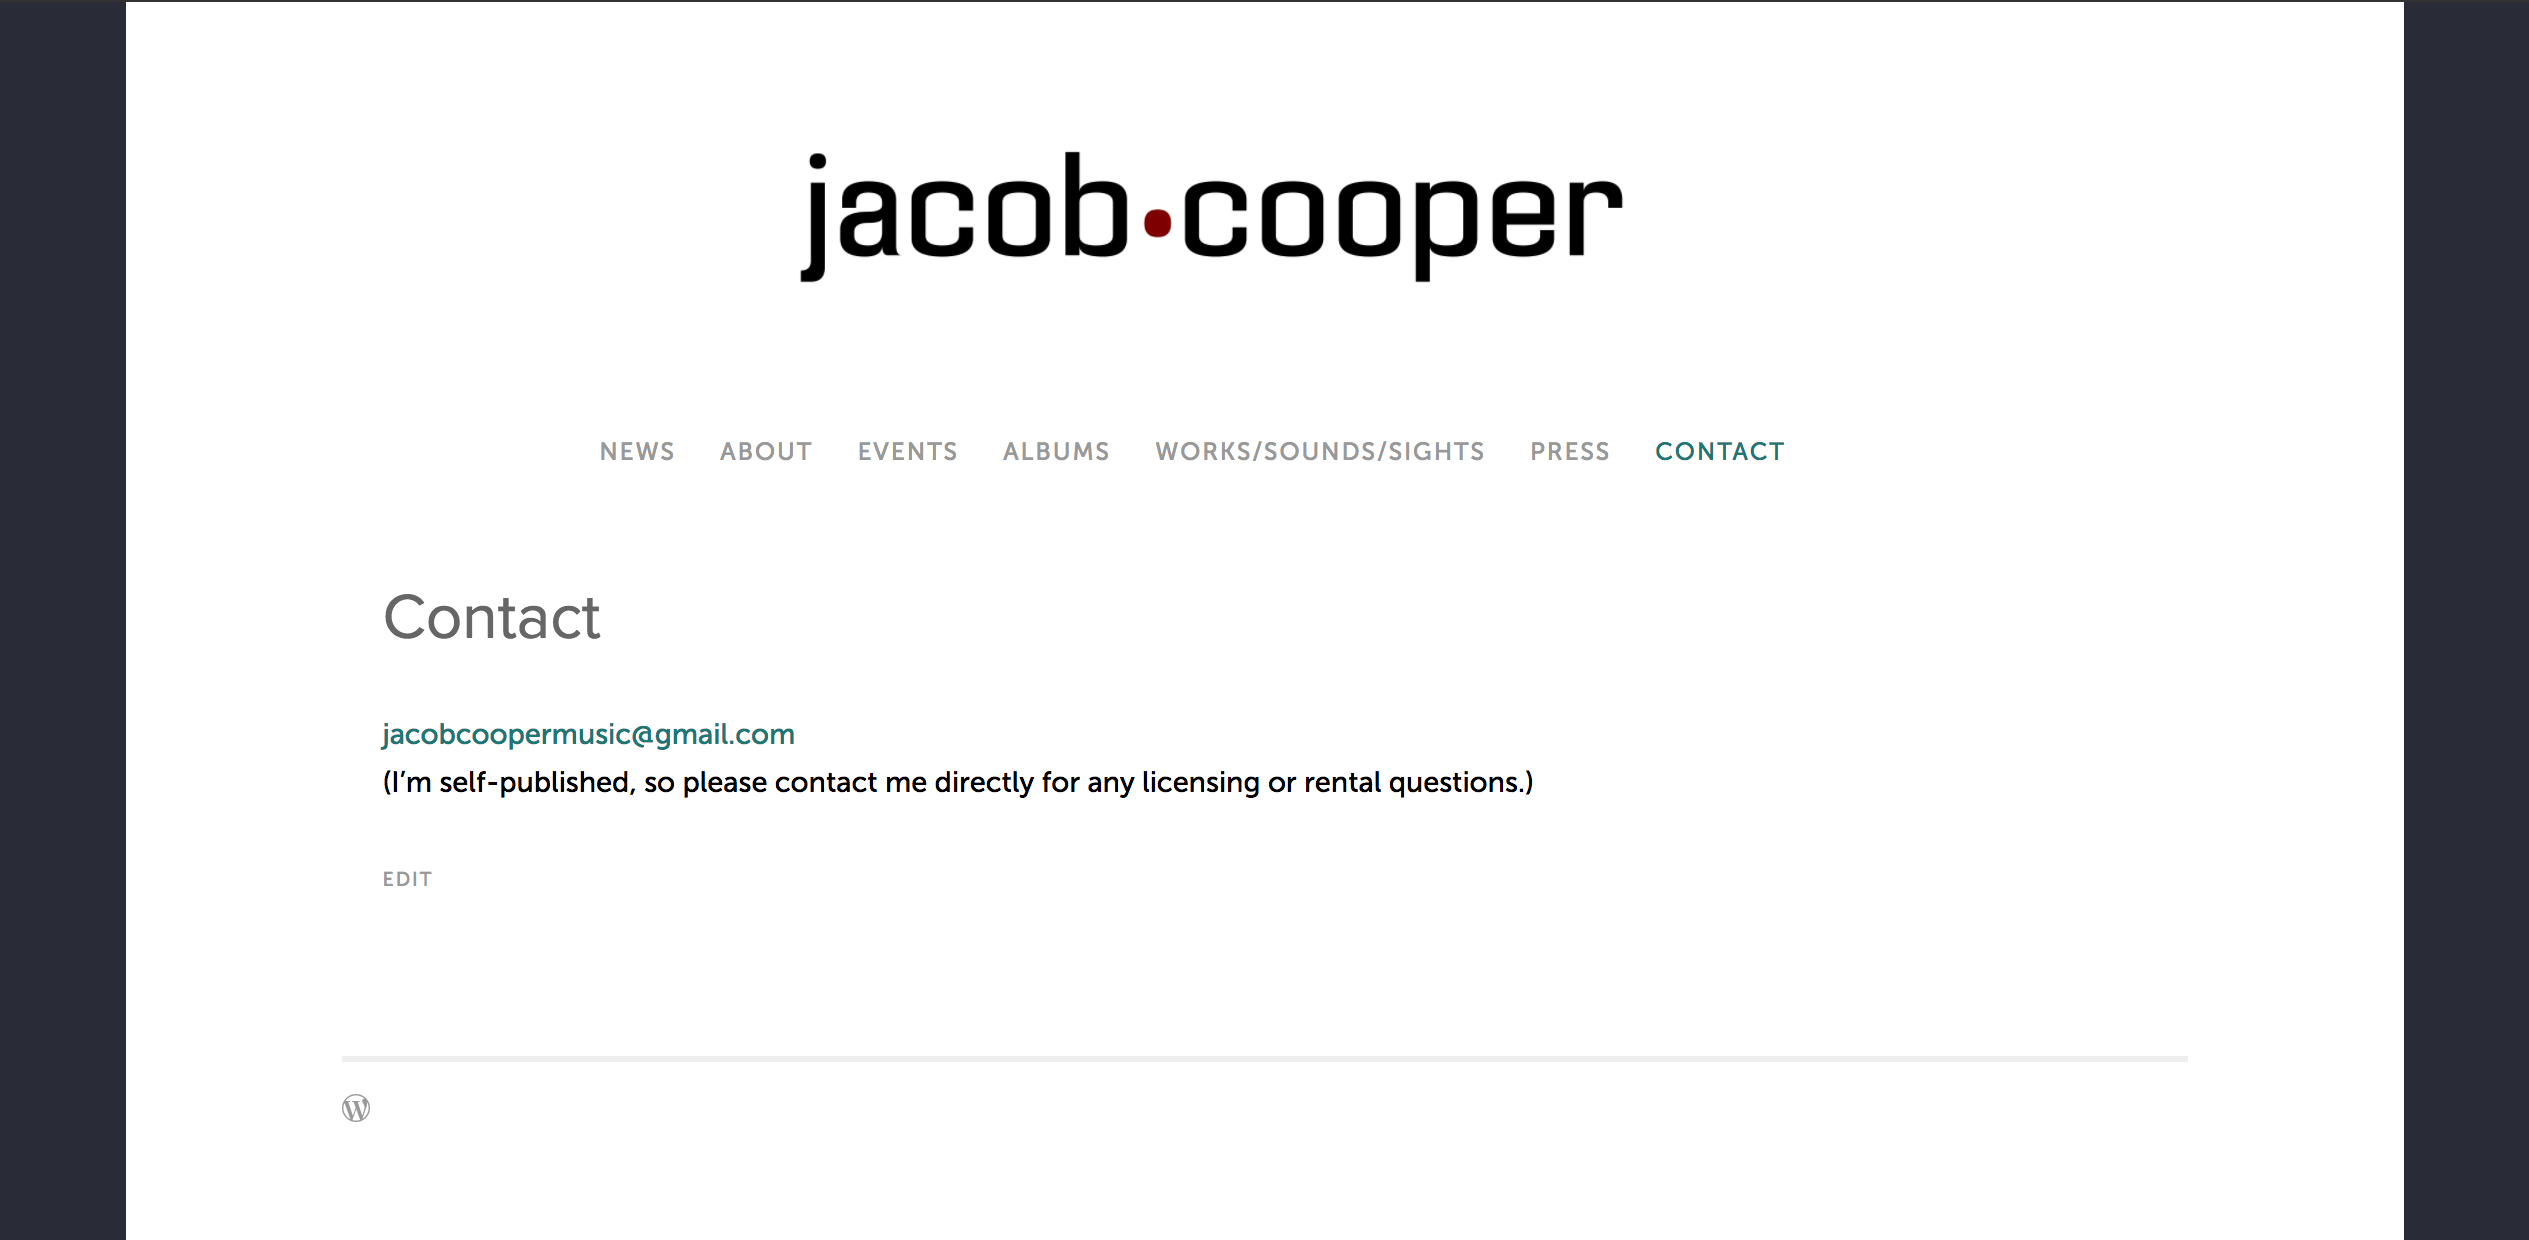 jacob•cooper
NEWS ABOUT EVENTS ALBUMS WORKS/SOUNDS/SIGHTS PRESS CONTACT
Contact
jacobcoopermusic@gmail.com
(I’m self-published, so please contact me directly for any licensing or rental questions.)
EDIT